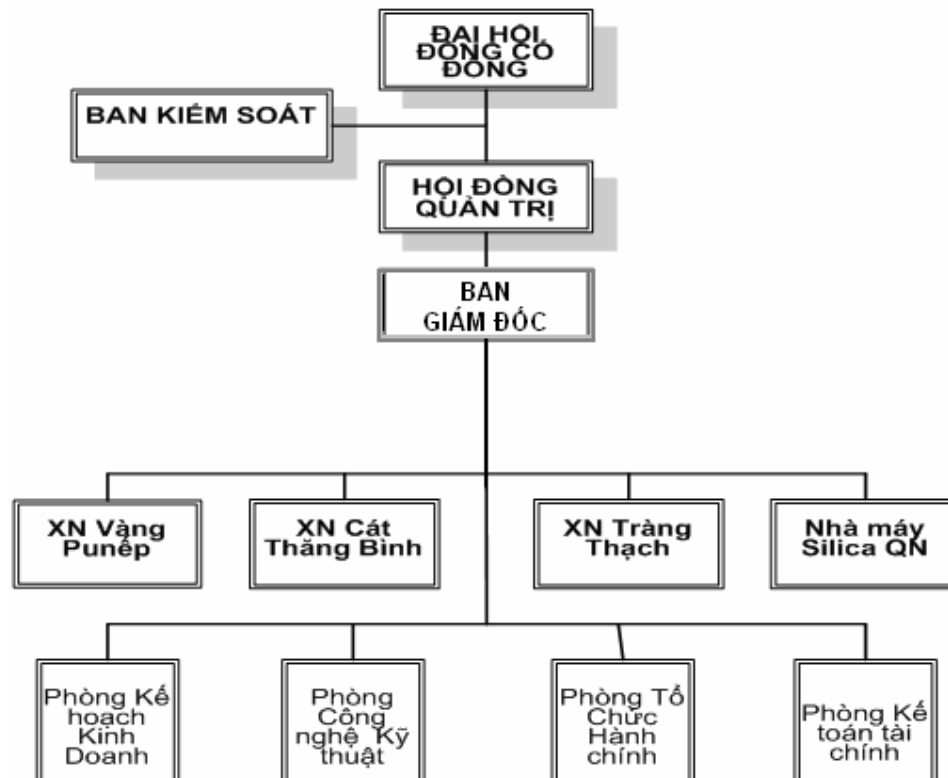 ĐẠI HỘI
ĐỒNG CỔ
ĐÔNG
BAN KIỂM SOÁT
HỘI ĐỒNG
QUẢN TRỊ
BAN
GIÁM ĐỐC
XN Vàng
Punếp
XN Cát
Thăng Bình
XN Tràng
Thạch
Nhà máy
Silica QN
Phòng Kế
hoạch
Kinh
Doanh
Phòng
Công
nghệ Kỹ
thuật
Phòng Tổ
Chức
Hành
chính
Phòng Kế
toán tài
chính